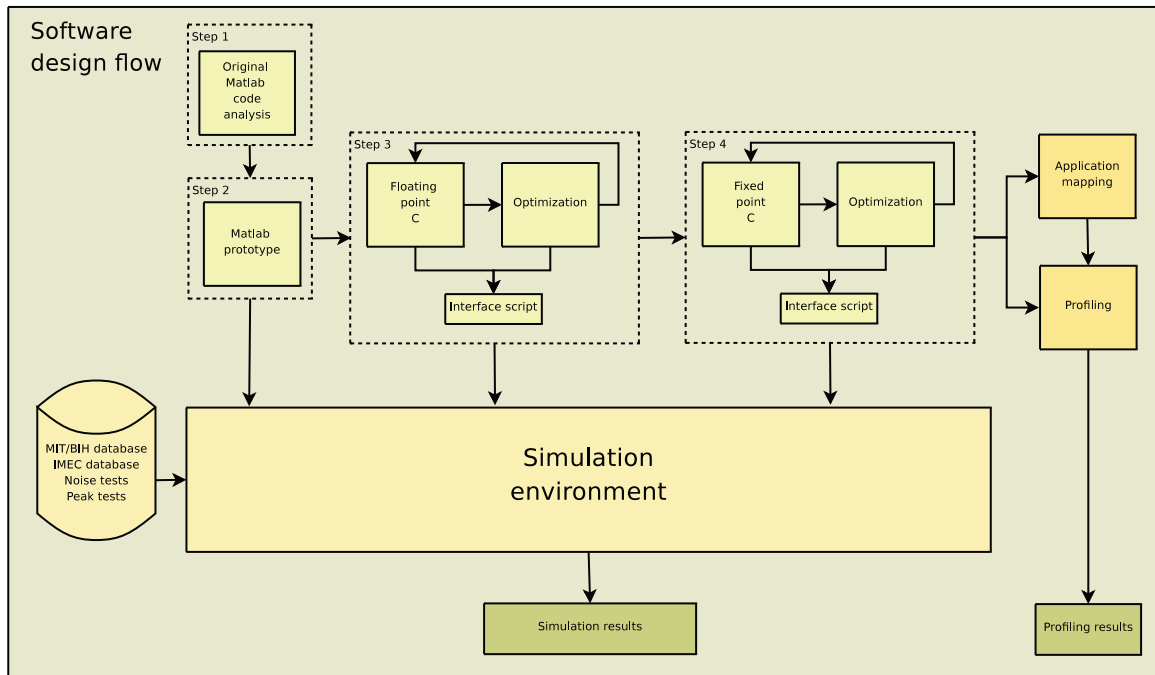 Software
design flow
Step 1
Original
Matlab
code
analysis
Step 2
Matlab
prototype
Step 3
Floating
point
C
Optimization
Interface script
Step 4
Fixed
point
C
Optimization
Interface script
Application
mapping
Profiling
MIT/BIH database
IMEC database
Noise tests
Peak tests
Simulation
environment
Simulation results
Profiling results